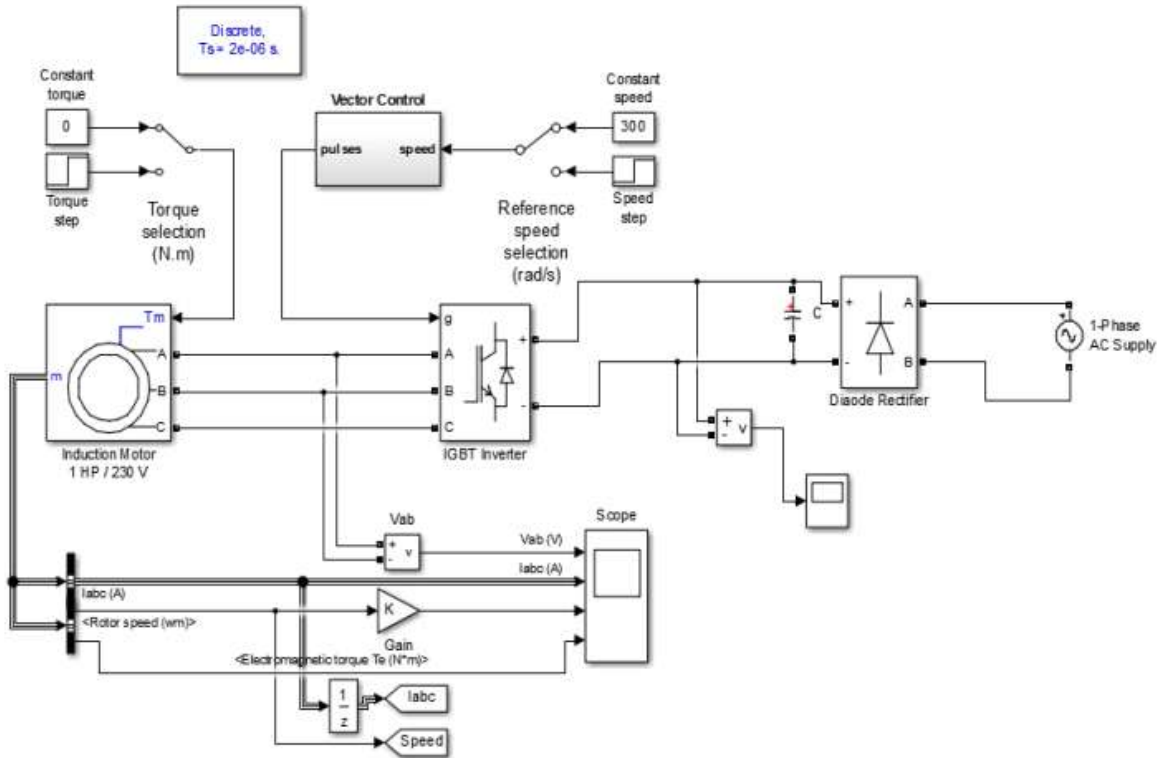 Discrete,
Ts = 2e-06 s.
Constant
torque
0
Torque
step
Torque
selection
(N.m)
Vector Control
pulses
speed
Constant
speed
300
Speed
step
Reference
speed
selection
(rad/s)
Tm
m
A
B
C
Induction Motor
1 HP / 230 V
g
A
B
C
+
-
IGBT Inverter
C
+
-
A
B
Diaode Rectifier
1-Phase
AC Supply
+
-
v
Vab
+
-
v
Scope
Vab (V)
Iabc (A)
Iabc (A)
<Rotor speed (wm)>
K
Gain
<Electromagnetic torque Te (N*m)>
1
z
Iabc
Speed